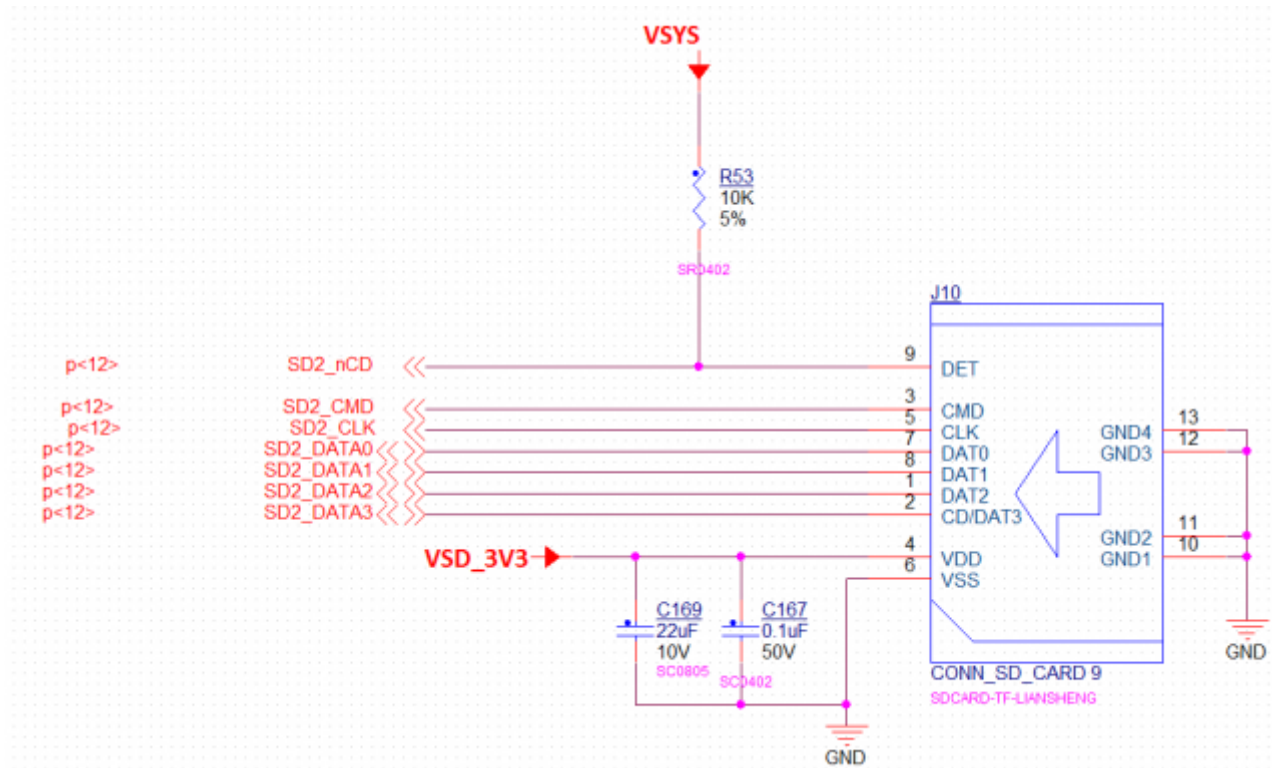 VSYS
R53
10K
5%
SR0402
J10
p<12> SD2_nCD 9 DET
p<12> SD2_CMD 3 CMD
p<12> SD2_CLK 5 CLK
p<12> SD2_DATA0 7 DAT0
p<12> SD2_DATA1 8 DAT1
p<12> SD2_DATA2 1 DAT2
p<12> SD2_DATA3 2 CD/DAT3
GND4 13
GND3 12
GND2 11
GND1 10
VSD_3V3 4 VDD
6 VSS
C169
22uF
10V
SC0805
C167
0.1uF
50V
SC0402
GND
CONN_SD_CARD 9
SDCARD-TF-LIANSHENG
GND